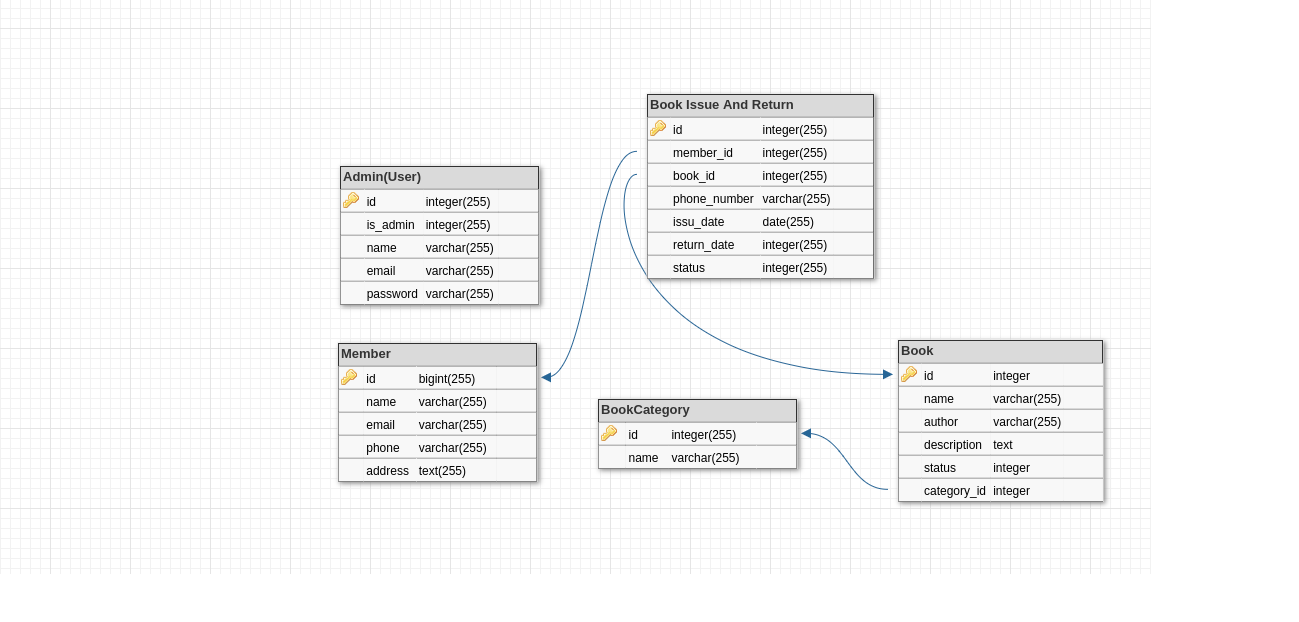 Book Issue And Return
id integer(255)
member_id integer(255)
book_id integer(255)
phone_number varchar(255)
issu_date date(255)
return_date integer(255)
status integer(255)
Admin(User)
id integer(255)
is_admin integer(255)
name varchar(255)
email varchar(255)
password varchar(255)
Member
id bigint(255)
name varchar(255)
email varchar(255)
phone varchar(255)
address text(255)
BookCategory
id integer(255)
name varchar(255)
Book
id integer
name varchar(255)
author varchar(255)
description text
status integer
category_id integer